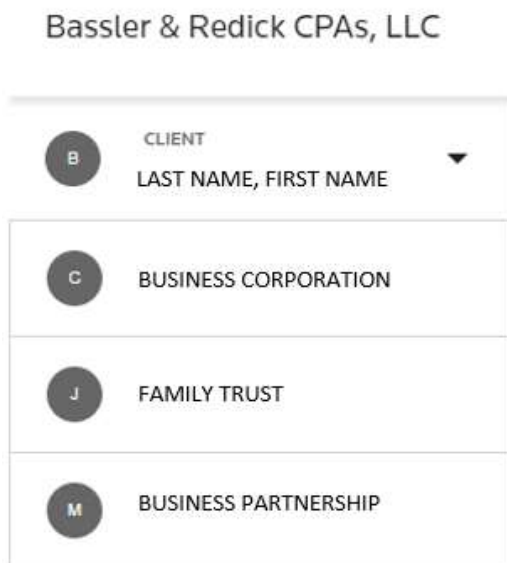 Bassler & Redick CPAs, LLC
CLIENT
B
LAST NAME, FIRST NAME
C
BUSINESS CORPORATION
J
FAMILY TRUST
M
BUSINESS PARTNERSHIP